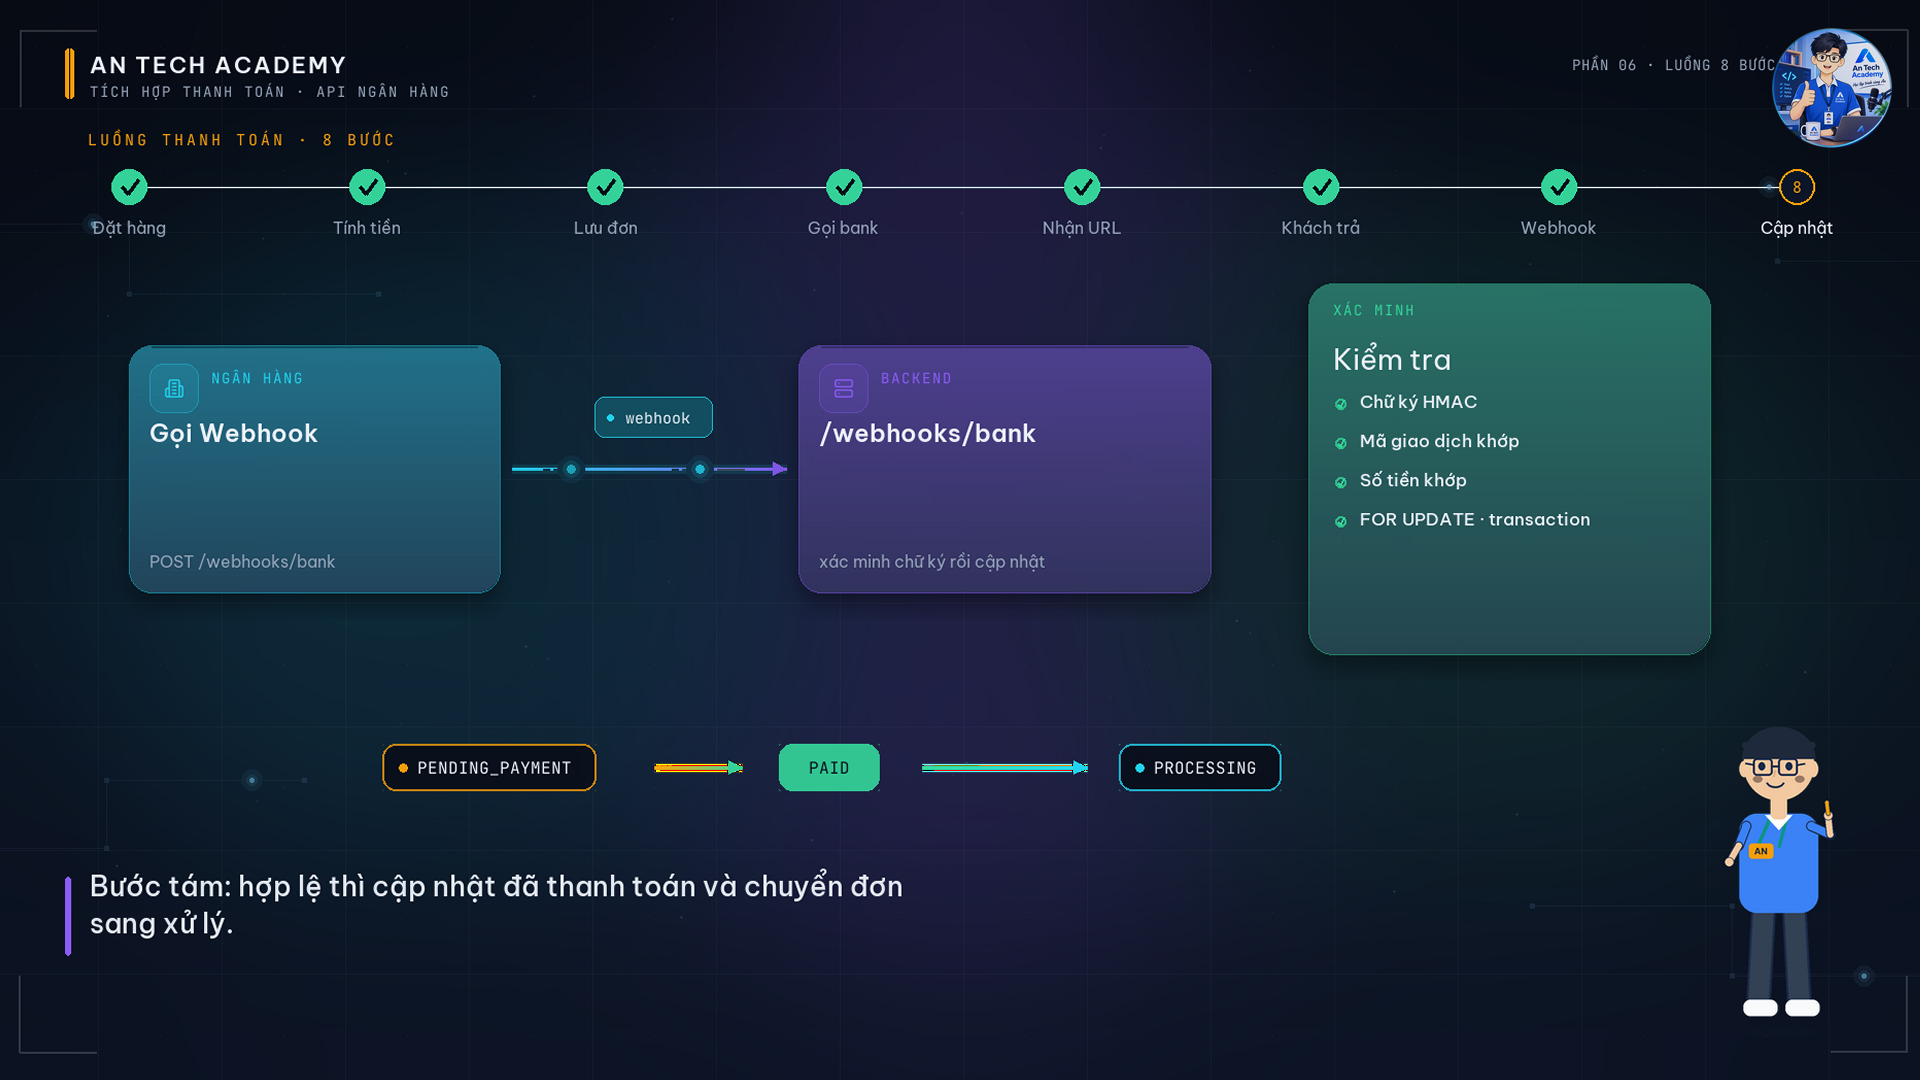 AN TECH ACADEMY
TÍCH HỢP THANH TOÁN · API NGÂN HÀNG
PHẦN 06 · LUỒNG 8 BƯỚC
An Tech
Academy
LUỒNG THANH TOÁN · 8 BƯỚC
8
Đặt hàng
Tính tiền
Lưu đơn
Gọi bank
Nhận URL
Khách trả
Webhook
Cập nhật
NGÂN HÀNG
Gọi Webhook
POST /webhooks/bank
webhook
BACKEND
/webhooks/bank
xác minh chữ ký rồi cập nhật
XÁC MINH
Kiểm tra
Chữ ký HMAC
Mã giao dịch khớp
Số tiền khớp
FOR UPDATE · transaction
PENDING_PAYMENT
PAID
PROCESSING
AN
Bước tám: hợp lệ thì cập nhật đã thanh toán và chuyển đơn
sang xử lý.